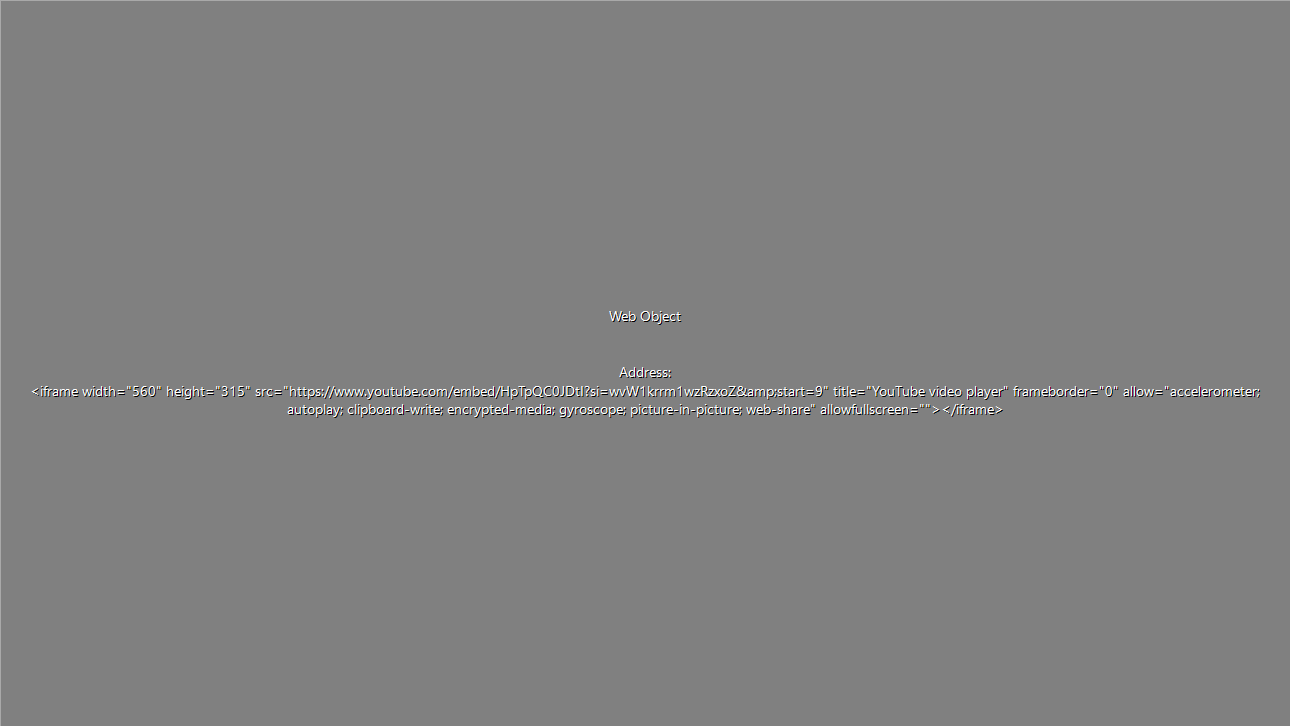 Web Object
Address:
<iframe width="560" height="315" src="https://www.youtube.com/embed/HpTpQC0JDtI?si=wvW1krrm1wzRzxoZ&amp;start=9" title="YouTube video player" frameborder="0" allow="accelerometer;
autoplay; clipboard-write; encrypted-media; gyroscope; picture-in-picture; web-share" allowfullscreen=""></iframe>